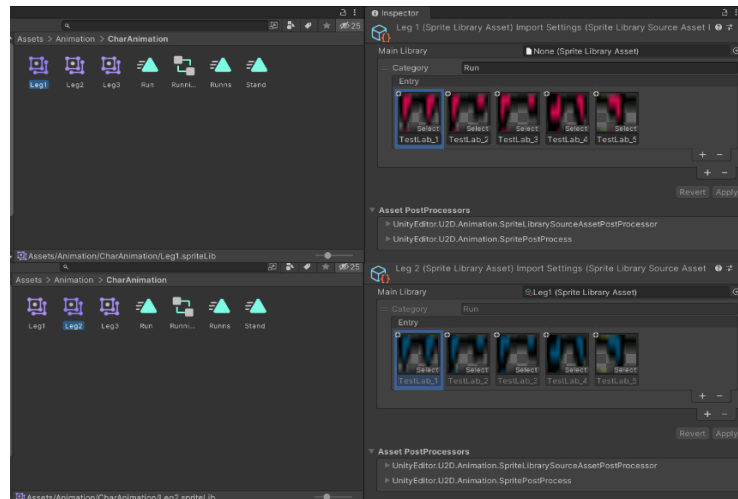 25
Assets > Animation > CharAnimation
Leg1
Leg2
Leg3
Run
Runni...
Runns
Stand
Assets/Animation/CharAnimation/Leg1.spriteLib
Inspector
Leg 1 (Sprite Library Asset) Import Settings (Sprite Library Source Asset I
Main Library
None (Sprite Library Asset)
Category
Run
Entry
Select
Select
Select
Select
Select
TestLab_1
TestLab_2
TestLab_3
TestLab_4
TestLab_5
Revert
Apply
Asset PostProcessors
UnityEditor.U2D.Animation.SpriteLibrarySourceAssetPostProcessor
UnityEditor.U2D.Animation.SpritePostProcess
25
Assets > Animation > CharAnimation
Leg1
Leg2
Leg3
Run
Runni...
Runns
Stand
Assets/Animation/CharAnimation/Leg2.spriteLib
Leg 2 (Sprite Library Asset) Import Settings (Sprite Library Source Asset
Main Library
Leg1 (Sprite Library Asset)
Category
Run
Entry
Select
Select
Select
Select
Select
TestLab_1
TestLab_2
TestLab_3
TestLab_4
TestLab_5
Revert
Apply
Asset PostProcessors
UnityEditor.U2D.Animation.SpriteLibrarySourceAssetPostProcessor
UnityEditor.U2D.Animation.SpritePostProcess